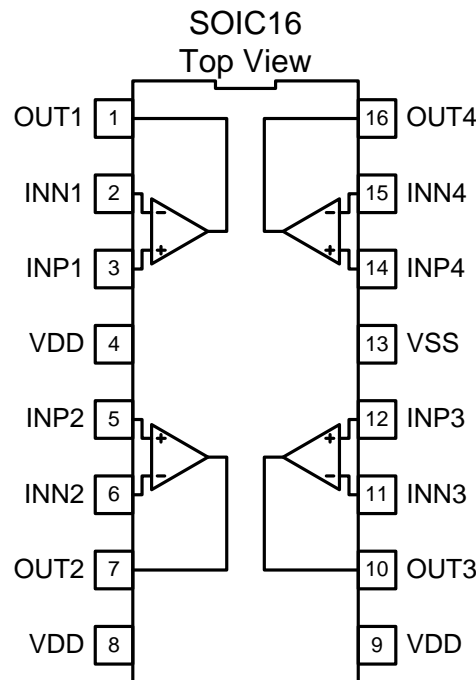 SOIC16
Top View
OUT1 1 16 OUT4
INN1 2 - - 15 INN4
INP1 3 + + 14 INP4
VDD 4 13 VSS
INP2 5 + + 12 INP3
INN2 6 - - 11 INN3
OUT2 7 10 OUT3
VDD 8 9 VDD